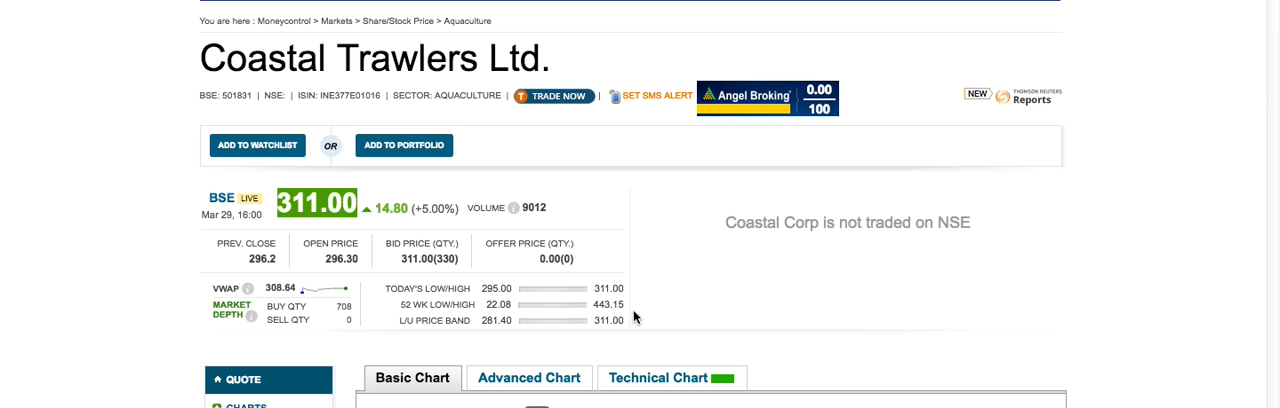 You are here : Moneycontrol > Markets > Share/Stock Price > Aquaculture
Coastal Trawlers Ltd.
BSE: 501831 | NSE: | ISIN: INE377E01016 | SECTOR: AQUACULTURE | T TRADE NOW | SET SMS ALERT Angel Broking 0.00 100 NEW THOMSON REUTERS Reports
ADD TO WATCHLIST OR ADD TO PORTFOLIO
BSE LIVE 311.00 14.80 (+5.00%) VOLUME i 9012
Mar 29, 16:00
Coastal Corp is not traded on NSE
PREV. CLOSE OPEN PRICE BID PRICE (QTY.) OFFER PRICE (QTY.)
296.2 296.30 311.00(330) 0.00(0)
VWAP i 308.64 TODAY'S LOW/HIGH 295.00 311.00
MARKET DEPTH i BUY QTY 708 52 WK LOW/HIGH 22.08 443.15
SELL QTY 0 L/U PRICE BAND 281.40 311.00
QUOTE Basic Chart Advanced Chart Technical Chart
CHARTS